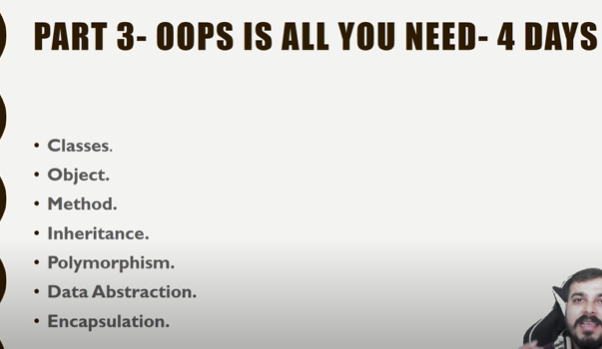 PART 3- OOPS IS ALL YOU NEED- 4 DAYS
• Classes.
• Object.
• Method.
• Inheritance.
• Polymorphism.
• Data Abstraction.
• Encapsulation.